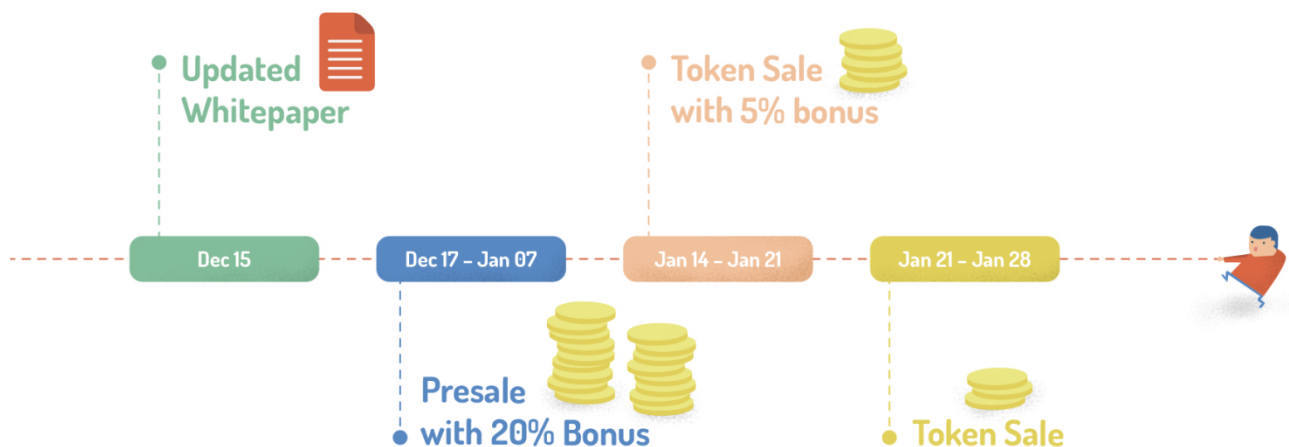 Updated
Whitepaper
Token Sale
with 5% bonus
Dec 15
Dec 17 – Jan 07
Jan 14 – Jan 21
Jan 21 – Jan 28
Presale
with 20% Bonus
Token Sale